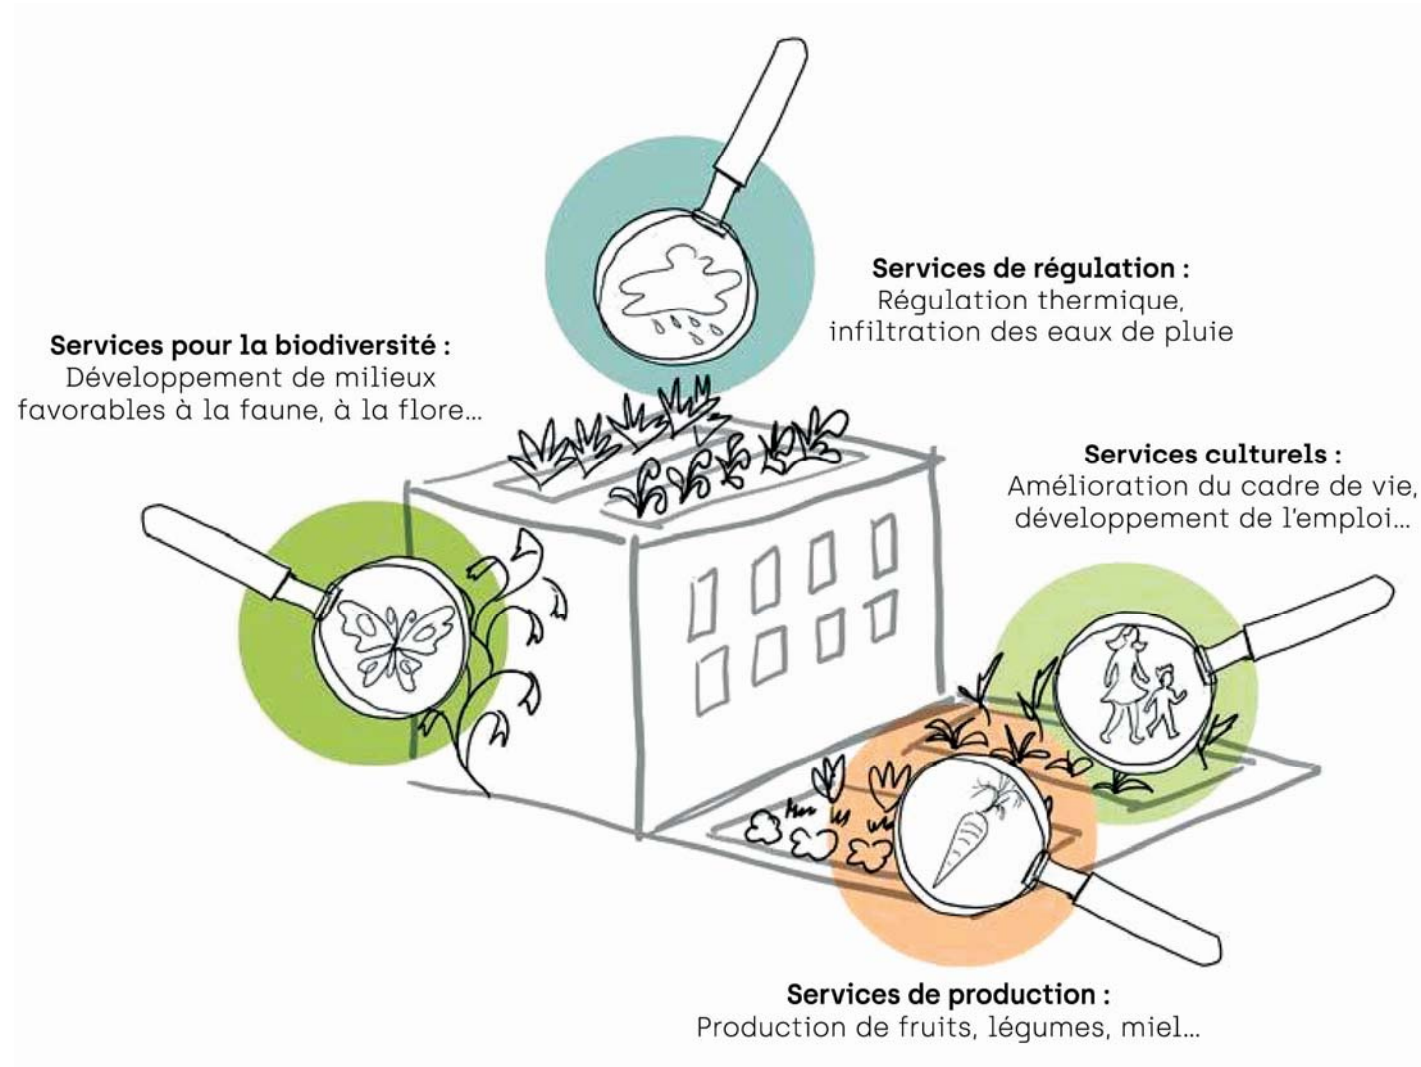 Services de régulation :
Régulation thermique,
infiltration des eaux de pluie
Services pour la biodiversité :
Développement de milieux
favorables à la faune, à la flore...
Services culturels :
Amélioration du cadre de vie,
développement de l'emploi...
Services de production :
Production de fruits, légumes, miel...